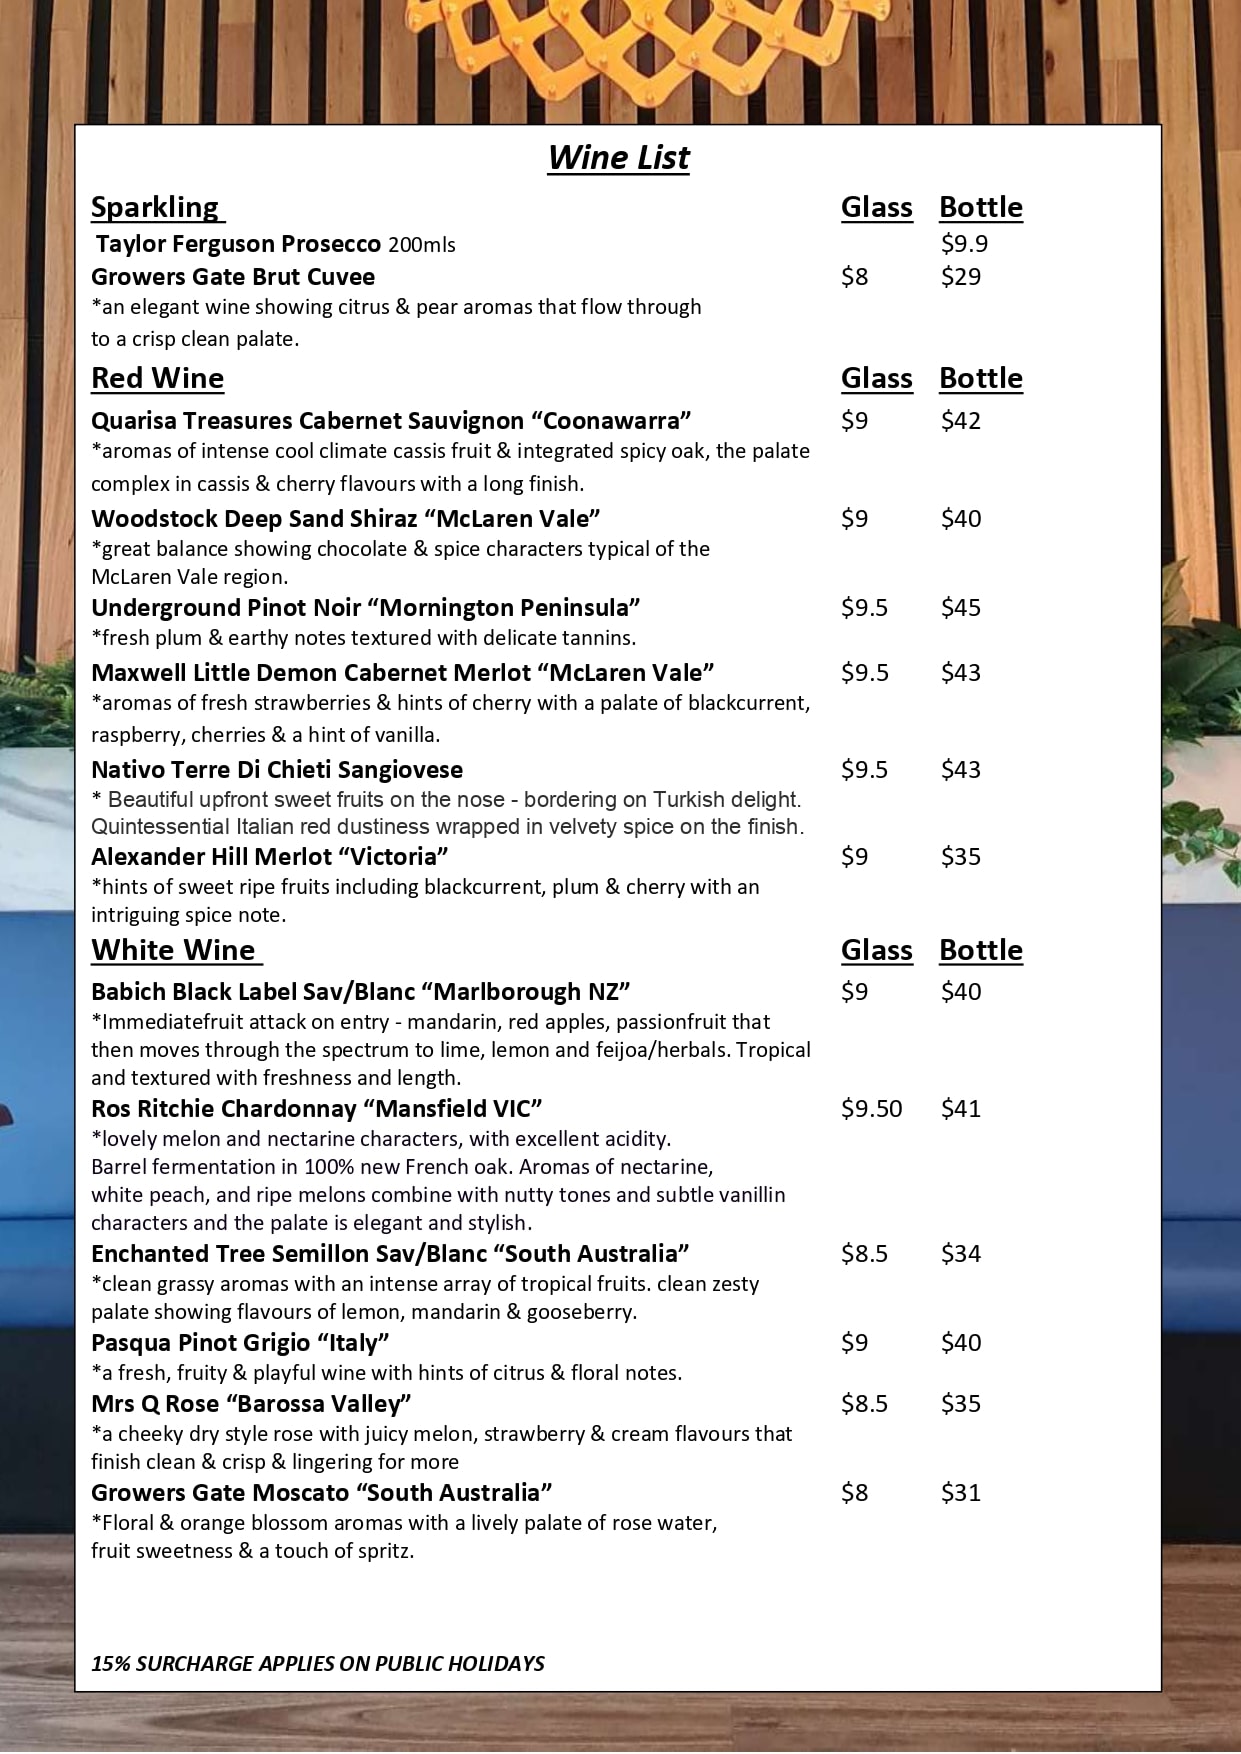 Wine List
Sparkling Glass Bottle
Taylor Ferguson Prosecco 200mls $9.9
Growers Gate Brut Cuvee $8 $29
*an elegant wine showing citrus & pear aromas that flow through
to a crisp clean palate.
Red Wine Glass Bottle
Quarisa Treasures Cabernet Sauvignon “Coonawarra” $9 $42
*aromas of intense cool climate cassis fruit & integrated spicy oak, the palate
complex in cassis & cherry flavours with a long finish.
Woodstock Deep Sand Shiraz “McLaren Vale” $9 $40
*great balance showing chocolate & spice characters typical of the
McLaren Vale region.
Underground Pinot Noir “Mornington Peninsula” $9.5 $45
*fresh plum & earthy notes textured with delicate tannins.
Maxwell Little Demon Cabernet Merlot “McLaren Vale” $9.5 $43
*aromas of fresh strawberries & hints of cherry with a palate of blackcurrent,
raspberry, cherries & a hint of vanilla.
Nativo Terre Di Chieti Sangiovese $9.5 $43
* Beautiful upfront sweet fruits on the nose - bordering on Turkish delight.
Quintessential Italian red dustiness wrapped in velvety spice on the finish.
Alexander Hill Merlot “Victoria” $9 $35
*hints of sweet ripe fruits including blackcurrent, plum & cherry with an
intriguing spice note.
White Wine Glass Bottle
Babich Black Label Sav/Blanc “Marlborough NZ” $9 $40
*Immediatefruit attack on entry - mandarin, red apples, passionfruit that
then moves through the spectrum to lime, lemon and feijoa/herbals. Tropical
and textured with freshness and length.
Ros Ritchie Chardonnay “Mansfield VIC” $9.50 $41
*lovely melon and nectarine characters, with excellent acidity.
Barrel fermentation in 100% new French oak. Aromas of nectarine,
white peach, and ripe melons combine with nutty tones and subtle vanillin
characters and the palate is elegant and stylish.
Enchanted Tree Semillon Sav/Blanc “South Australia” $8.5 $34
*clean grassy aromas with an intense array of tropical fruits. clean zesty
palate showing flavours of lemon, mandarin & gooseberry.
Pasqua Pinot Grigio “Italy” $9 $40
*a fresh, fruity & playful wine with hints of citrus & floral notes.
Mrs Q Rose “Barossa Valley” $8.5 $35
*a cheeky dry style rose with juicy melon, strawberry & cream flavours that
finish clean & crisp & lingering for more
Growers Gate Moscato “South Australia” $8 $31
*Floral & orange blossom aromas with a lively palate of rose water,
fruit sweetness & a touch of spritz.
15% SURCHARGE APPLIES ON PUBLIC HOLIDAYS